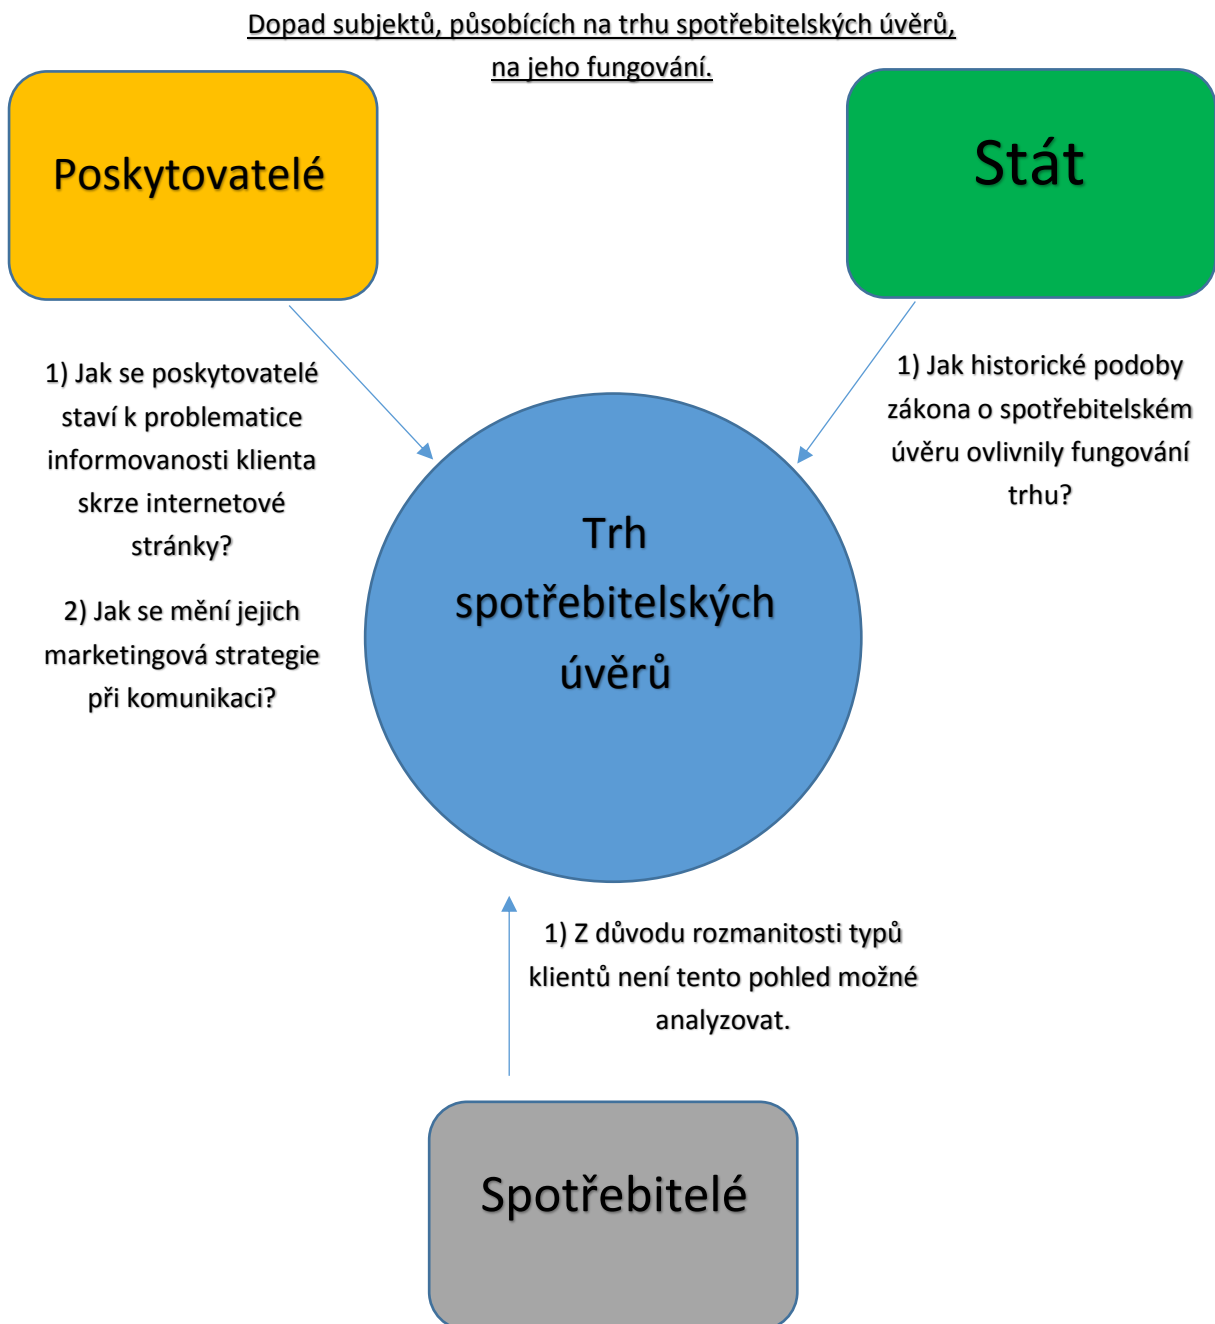 Dopad subjektů, působících na trhu spotřebitelských úvěrů,
na jeho fungování.
Poskytovatelé
Stát
1) Jak se poskytovatelé
staví k problematice
informovanosti klienta
skrze internetové
stránky?
2) Jak se mění jejich
marketingová strategie
při komunikaci?
1) Jak historické podoby
zákona o spotřebitelském
úvěru ovlivnily fungování
trhu?
Trh
spotřebitelských
úvěrů
1) Z důvodu rozmanitosti typů
klientů není tento pohled možné
analyzovat.
Spotřebitelé